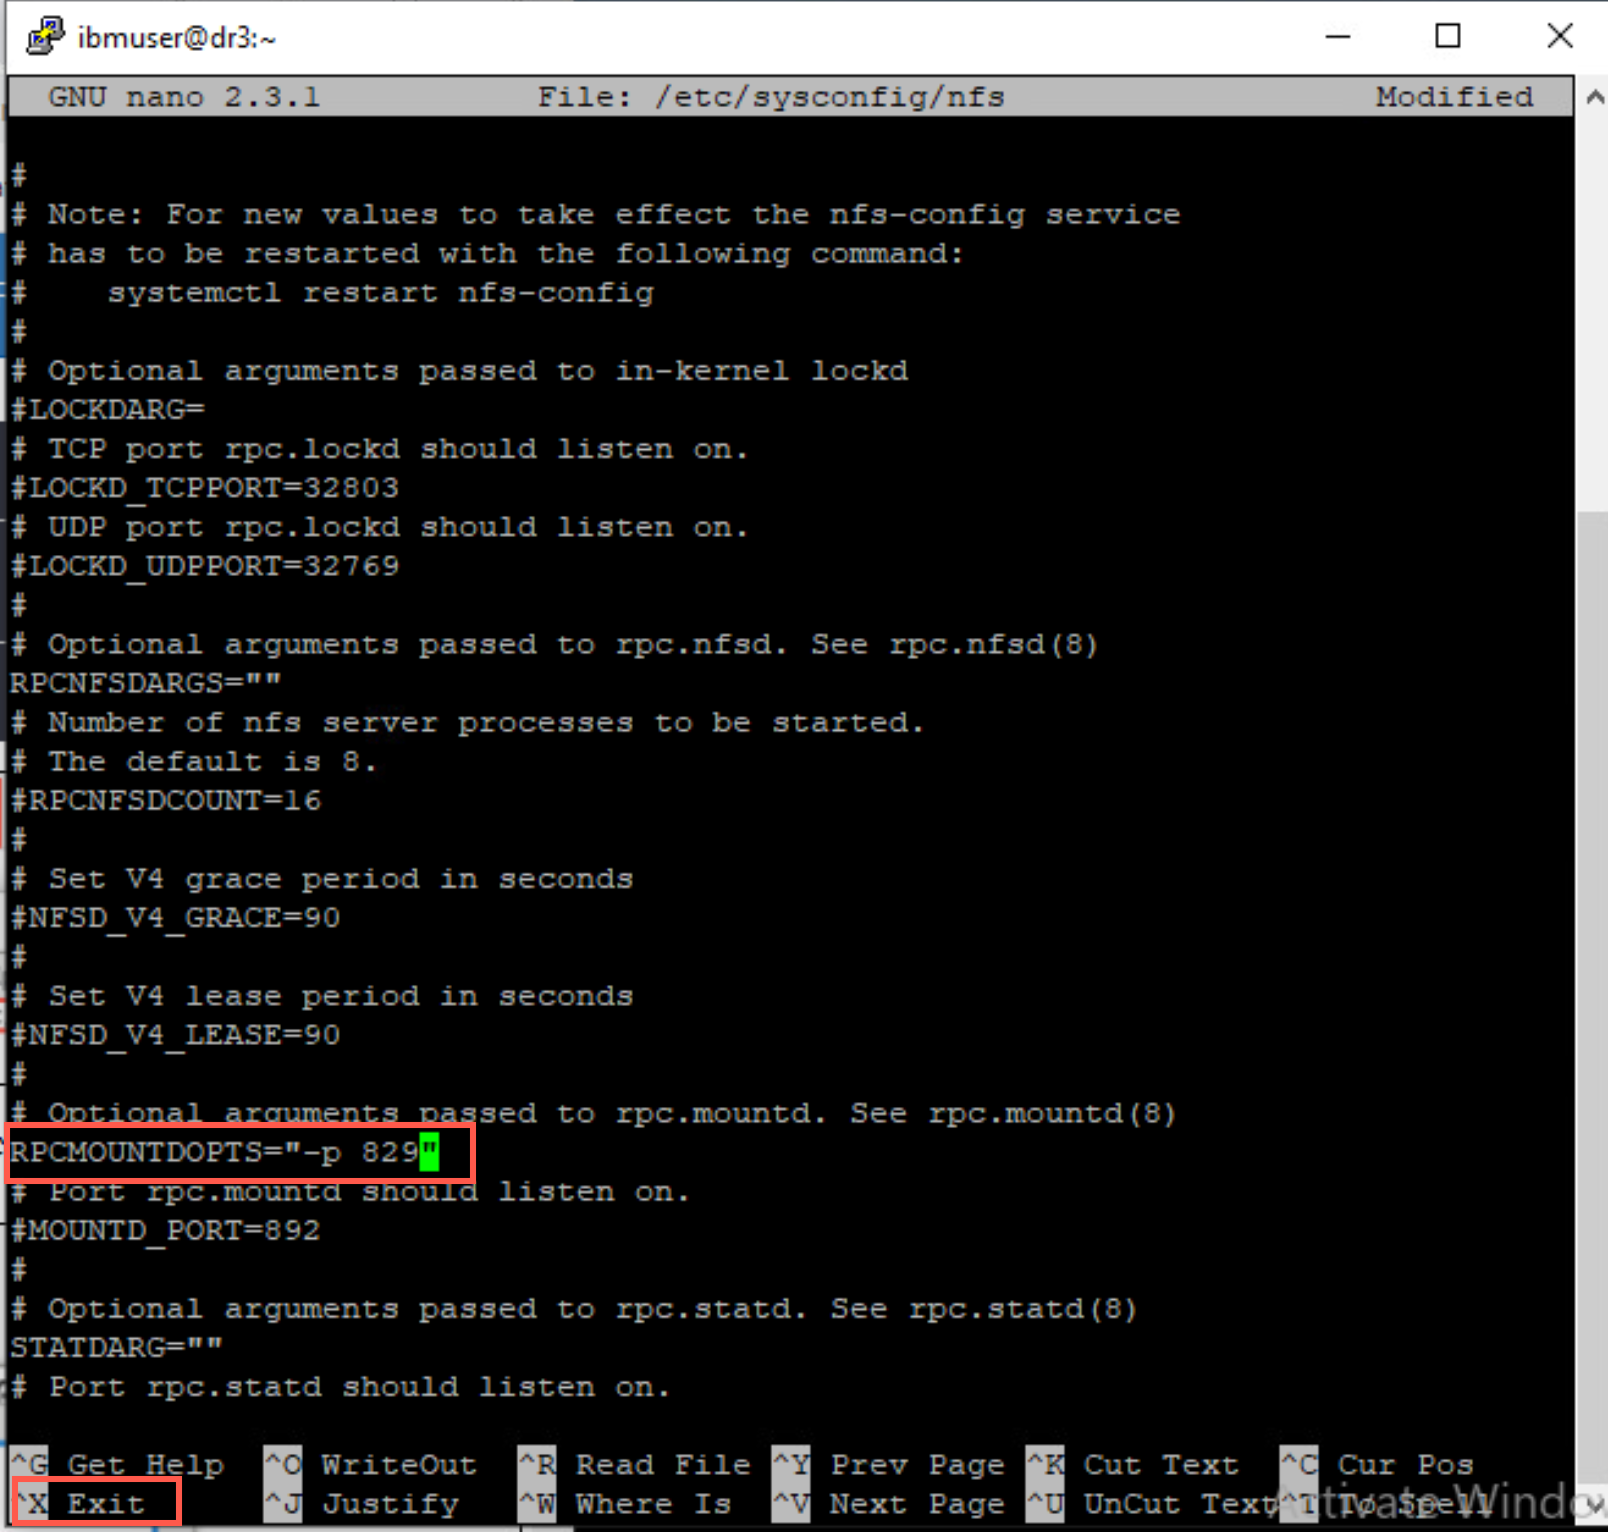 ibmuser@dr3:~
GNU nano 2.3.1 File: /etc/sysconfig/nfs Modified
#
# Note: For new values to take effect the nfs-config service
# has to be restarted with the following command:
#    systemctl restart nfs-config
#
# Optional arguments passed to in-kernel lockd
#LOCKDARG=
# TCP port rpc.lockd should listen on.
#LOCKD_TCPPORT=32803
# UDP port rpc.lockd should listen on.
#LOCKD_UDPPORT=32769
#
# Optional arguments passed to rpc.nfsd. See rpc.nfsd(8)
RPCNFSDARGS=""
# Number of nfs server processes to be started.
# The default is 8.
#RPCNFSDCOUNT=16
#
# Set V4 grace period in seconds
#NFSD_V4_GRACE=90
#
# Set V4 lease period in seconds
#NFSD_V4_LEASE=90
#
# Optional arguments passed to rpc.mountd. See rpc.mountd(8)
RPCMOUNTDOPTS="-p 829"
# Port rpc.mountd should listen on.
#MOUNTD_PORT=892
#
# Optional arguments passed to rpc.statd. See rpc.statd(8)
STATDARG=""
# Port rpc.statd should listen on.
^G Get Help ^O WriteOut ^R Read File ^Y Prev Page ^K Cut Text ^C Cur Pos
^X Exit ^J Justify ^W Where Is ^V Next Page ^U UnCut Text ^T To Spell
Activate Windo